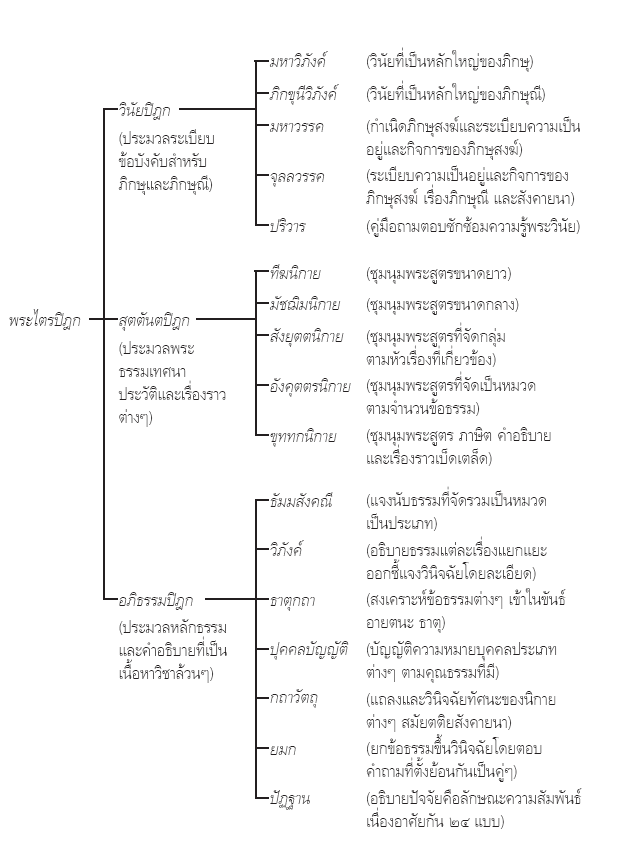 มหาวิภังค์ (วินัยที่เป็นหลักใหญ่ของภิกษุ)
ภิกขุนีวิภังค์ (วินัยที่เป็นหลักใหญ่ของภิกษุณี)
วินัยปิฎก
(ประมวลระเบียบ
ข้อบังคับสำหรับ
ภิกษุและภิกษุณี)
มหาวรรค (กำเนิดภิกษุสงฆ์และระเบียบความเป็น
อยู่และกิจการของภิกษุสงฆ์)
จุลลวรรค (ระเบียบความเป็นอยู่และกิจการของ
ภิกษุสงฆ์ เรื่องภิกษุณี และสังคายนา)
ปริวาร (คู่มือถามตอบซักซ้อมความรู้พระวินัย)
พระไตรปิฎก
สุตตันตปิฎก
(ประมวลพระ
ธรรมเทศนา
ประวัติและเรื่องราว
ต่างๆ)
ทีฆนิกาย (ชุมนุมพระสูตรขนาดยาว)
มัชฌิมนิกาย (ชุมนุมพระสูตรขนาดกลาง)
สังยุตตนิกาย (ชุมนุมพระสูตรที่จัดกลุ่ม
ตามหัวเรื่องที่เกี่ยวข้อง)
อังคุตตรนิกาย (ชุมนุมพระสูตรที่จัดเป็นหมวด
ตามจำนวนข้อธรรม)
ขุททกนิกาย (ชุมนุมพระสูตร ภาษิต คำอธิบาย
และเรื่องราวเบ็ดเตล็ด)
อภิธรรมปิฎก
(ประมวลหลักธรรม
และคำอธิบายที่เป็น
เนื้อหาวิชาล้วนๆ)
ธัมมสังคณี (แจงนับธรรมที่จัดรวมเป็นหมวด
เป็นประเภท)
วิภังค์ (อธิบายธรรมแต่ละเรื่องแยกแยะ
ออกชี้แจงวินิจฉัยโดยละเอียด)
ธาตุกถา (สงเคราะห์ข้อธรรมต่างๆ เข้าในขันธ์
อายตนะ ธาตุ)
ปุคคลบัญญัติ (บัญญัติความหมายบุคคลประเภท
ต่างๆ ตามคุณธรรมที่มี)
กถาวัตถุ (แถลงและวินิจฉัยทัศนะของนิกาย
ต่างๆ สมัยตติยสังคายนา)
ยมก (ยกข้อธรรมขึ้นวินิจฉัยโดยตอบ
คำถามที่ตั้งย้อนกันเป็นคู่ๆ)
ปัฏฐาน (อธิบายปัจจัยคือลักษณะความสัมพันธ์
เนื่องอาศัยกัน ๒๔ แบบ)